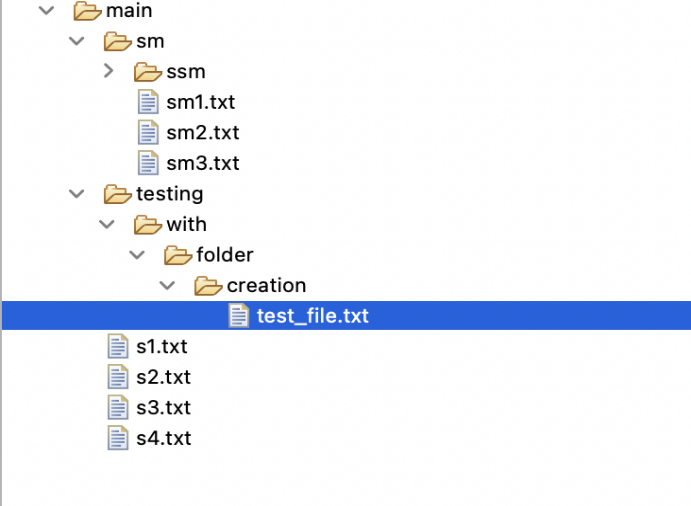 main
sm
ssm
sm1.txt
sm2.txt
sm3.txt
testing
with
folder
creation
test_file.txt
s1.txt
s2.txt
s3.txt
s4.txt